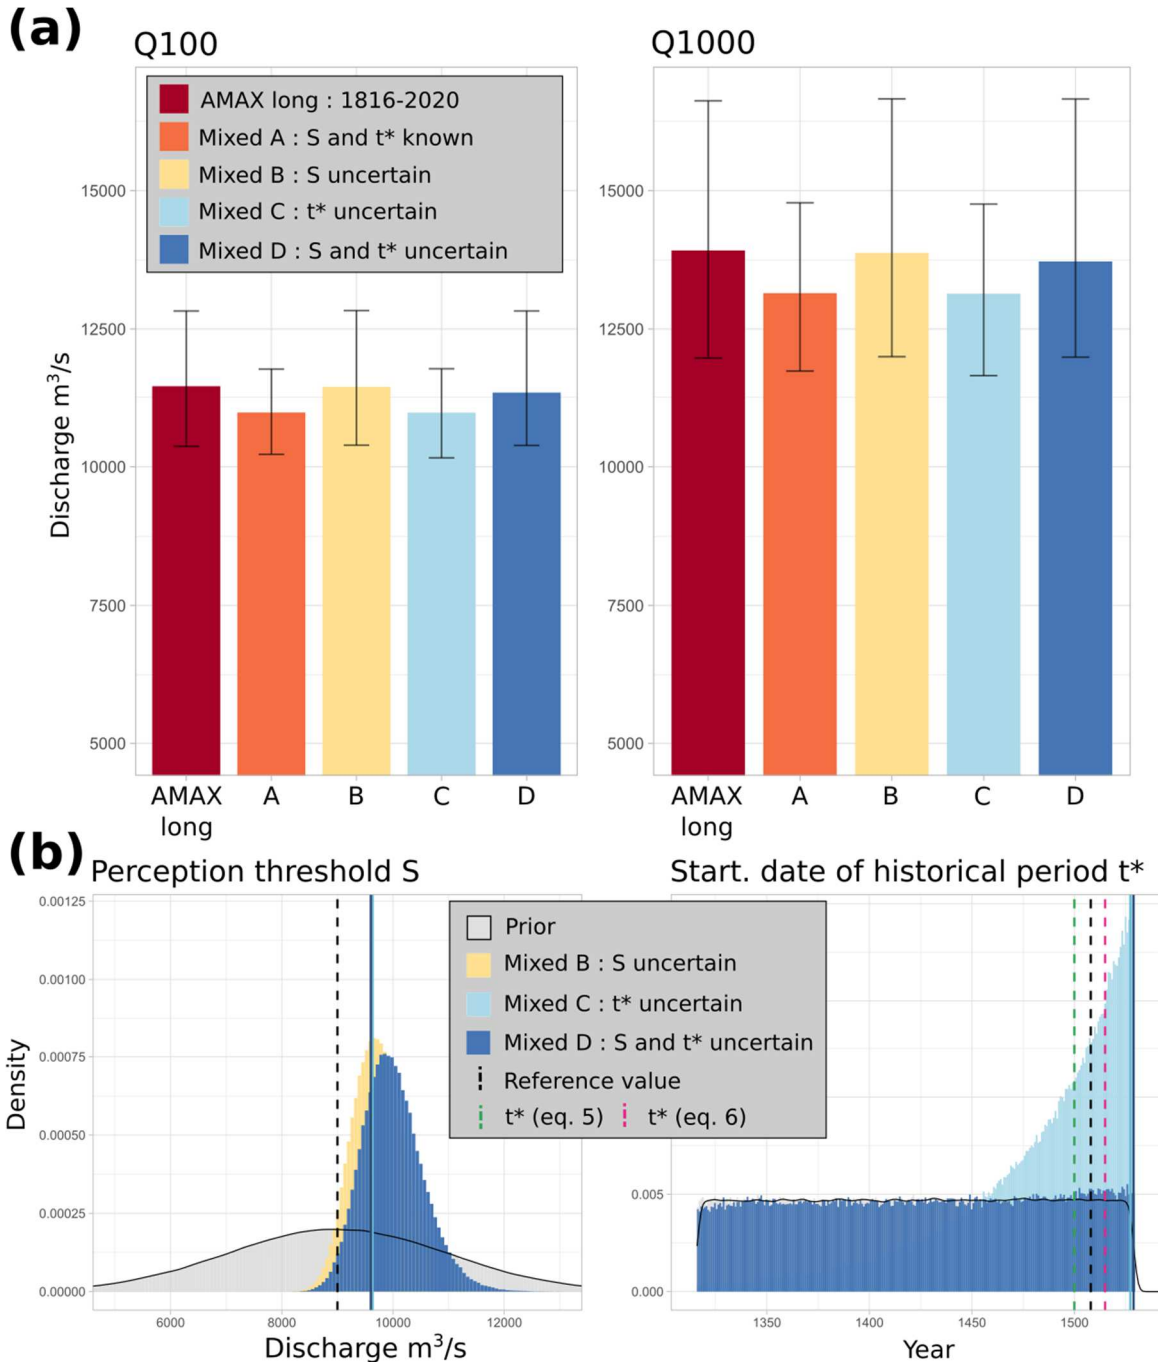 (a)
Q100
Q1000
AMAX long : 1816-2020
Mixed A : S and t* known
Mixed B : S uncertain
Mixed C : t* uncertain
Mixed D : S and t* uncertain
Discharge m³/s
15000
12500
10000
7500
5000
15000
12500
10000
7500
5000
AMAX long
A
B
C
D
AMAX long
A
B
C
D
(b)
Perception threshold S
Start. date of historical period t*
Prior
Mixed B : S uncertain
Mixed C : t* uncertain
Mixed D : S and t* uncertain
Reference value
t* (eq. 5)
t* (eq. 6)
Density
0.00125
0.00100
0.00075
0.00050
0.00025
0.00000
6000
8000
10000
12000
Discharge m³/s
0.005
0.000
1350
1400
1450
1500
Year